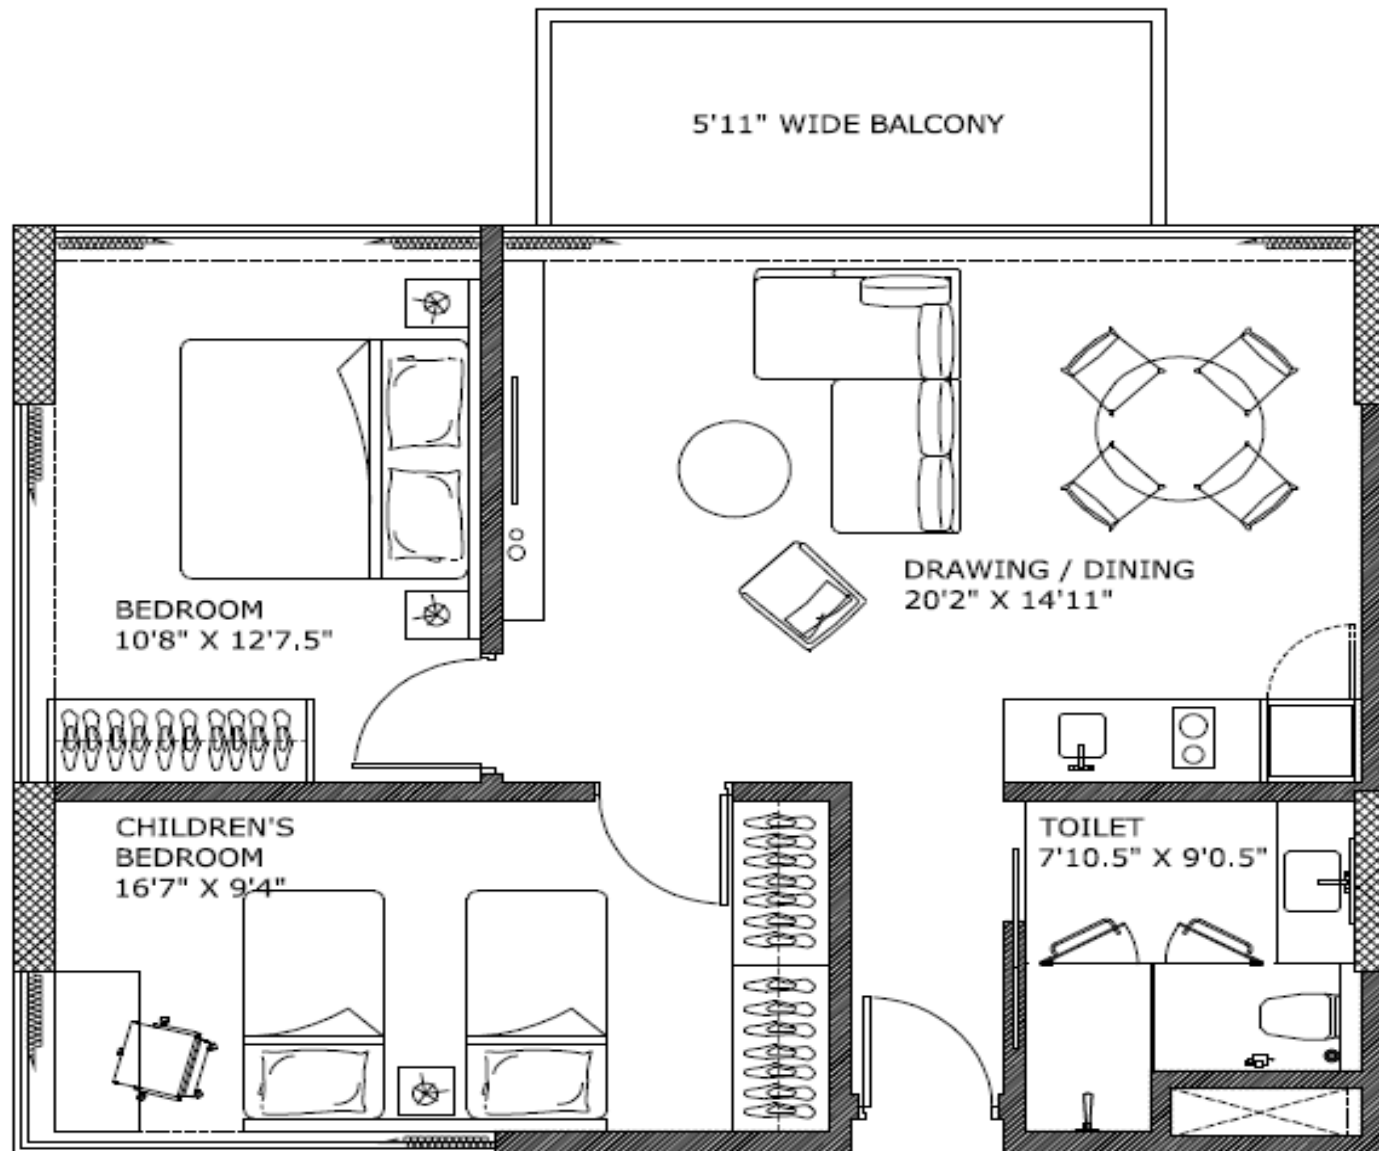 5'11" WIDE BALCONY
BEDROOM
10'8" X 12'7.5"
DRAWING / DINING
20'2" X 14'11"
CHILDREN'S
BEDROOM
16'7" X 9'4"
TOILET
7'10.5" X 9'0.5"